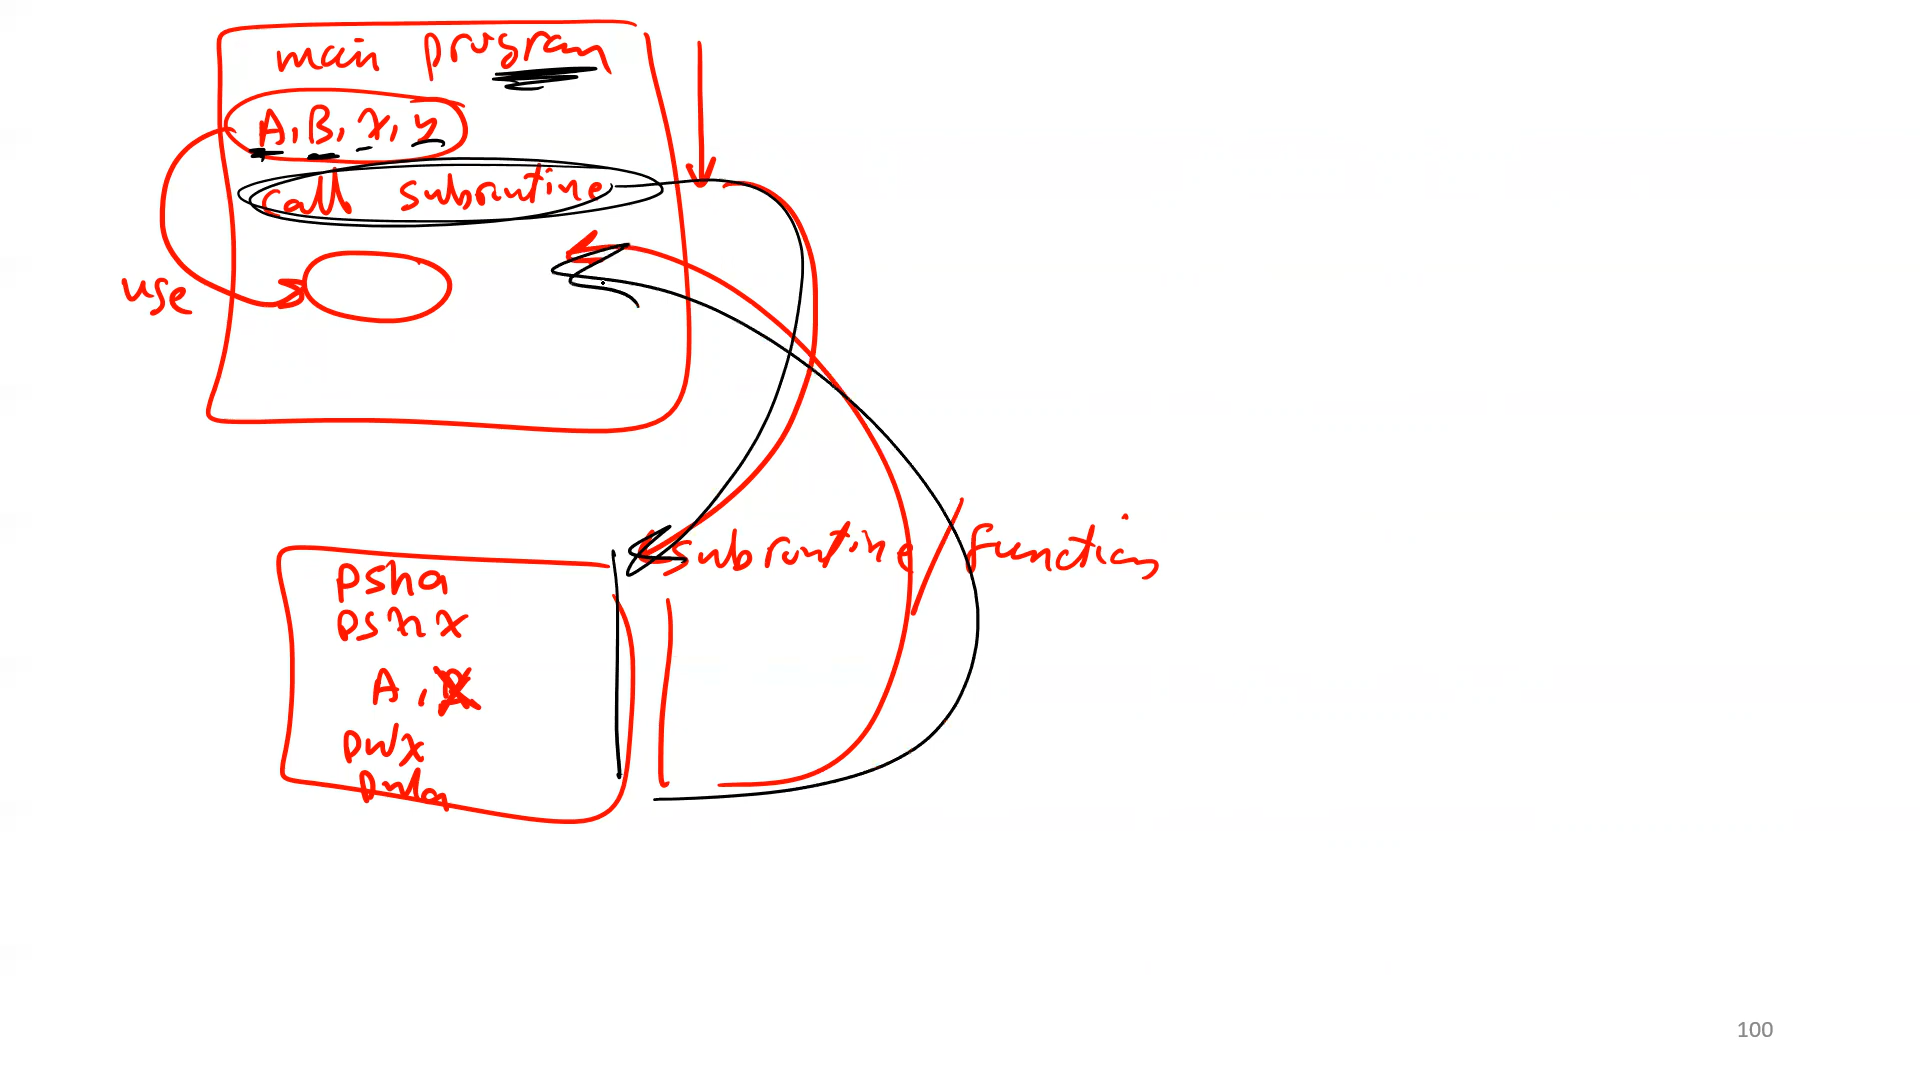 main program
A, B, x, y
call subroutine
use
subroutine / function
psha
pshx
A,
pulx
pula
100